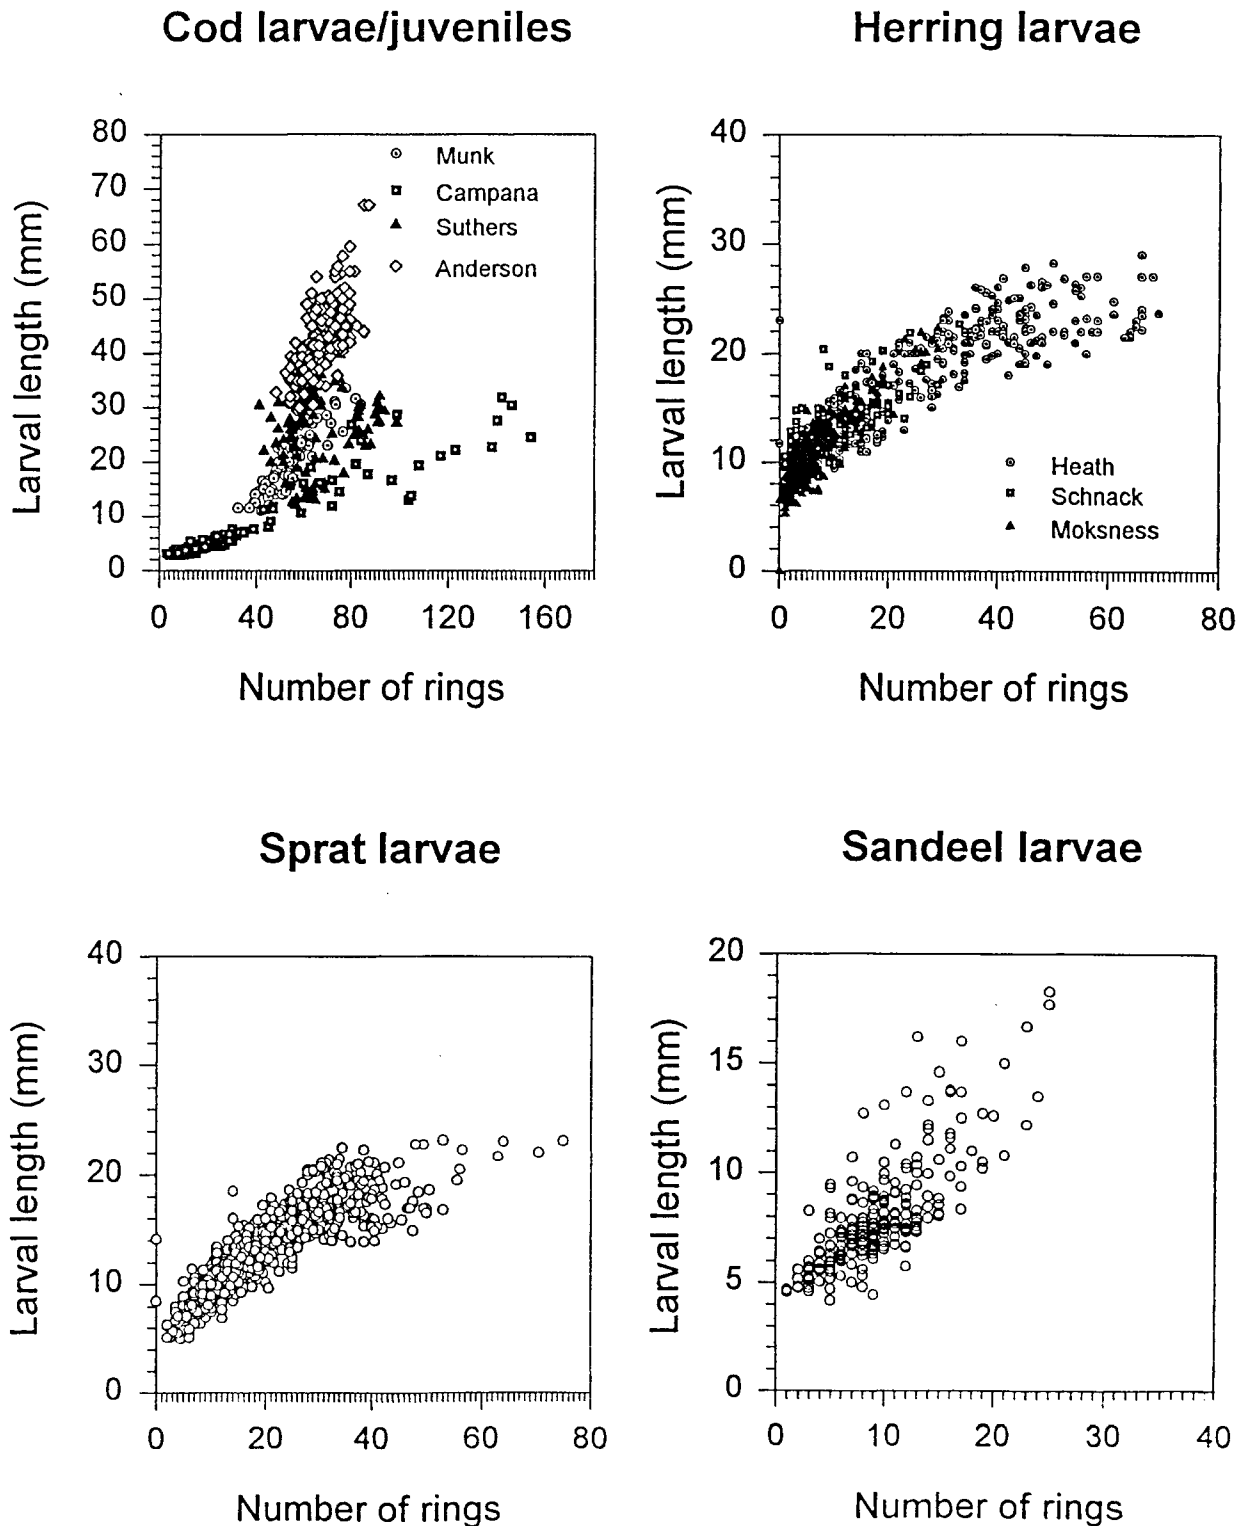 Cod larvae/juveniles
Herring larvae
80
70
60
50
40
30
20
10
0
Larval length (mm)
Munk
Campana
Suthers
Anderson
0 40 80 120 160
Number of rings
40
30
20
10
0
Larval length (mm)
Heath
Schnack
Moksness
0 20 40 60 80
Number of rings
Sprat larvae
Sandeel larvae
40
30
20
10
0
Larval length (mm)
0 20 40 60 80
Number of rings
20
15
10
5
0
Larval length (mm)
0 10 20 30 40
Number of rings